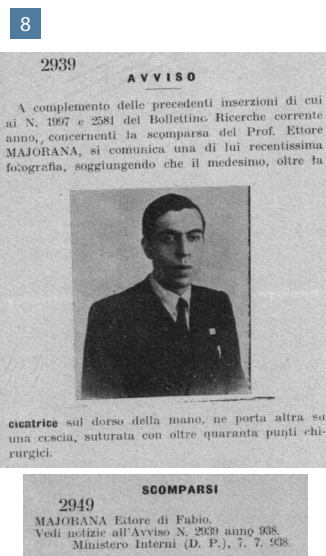 8
2939
AVVISO
A complemento delle precedenti inserzioni di cui
ai N. 1997 e 2581 del Bollettino Ricerche corrente
anno, concernenti la scomparsa del Prof. Ettore
MAJORANA, si comunica una di lui recentissima
fotografia, soggiungendo che il medesimo, oltre la
cicatrice sul dorso della mano, ne porta altra su
una coscia, suturata con oltre quaranta punti chi-
rurgici.
SCOMPARSI
2949
MAJORANA Ettore di Fabio.
Vedi notizie all'Avviso N. 2939 anno 938.
Ministero Interni (D. P.), 7. 7. 938.